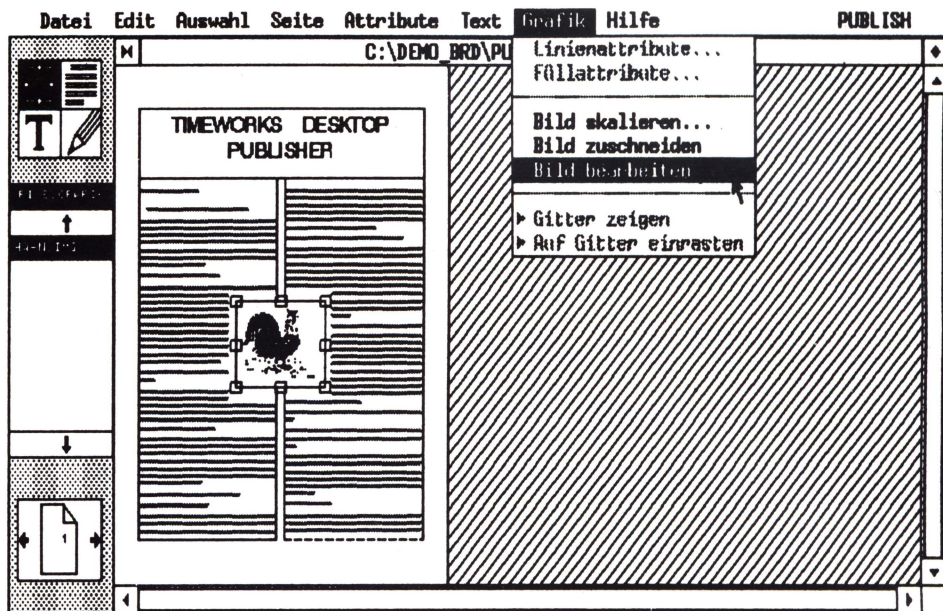 Datei Edit Auswahl Seite Attribute Text Grafik Hilfe PUBLISH
C:\DEMO_BRD\PU
Linienattribute...
Füllattribute...
Bild skalieren...
Bild zuschneiden
Bild bearbeiten
▶ Gitter zeigen
▶ Auf Gitter einrasten
T
TIMEWORKS DESKTOP
PUBLISHER
1